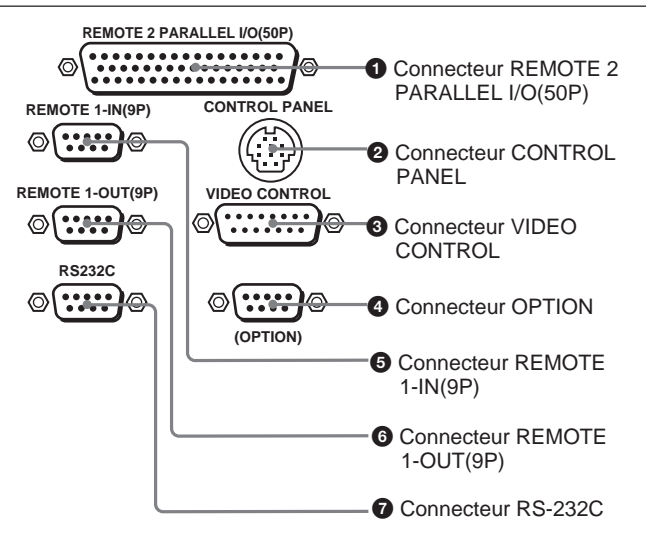 REMOTE 2 PARALLEL I/O(50P)
❶ Connecteur REMOTE 2
PARALLEL I/O(50P)
REMOTE 1-IN(9P)
CONTROL PANEL
❷ Connecteur CONTROL
PANEL
REMOTE 1-OUT(9P)
VIDEO CONTROL
❸ Connecteur VIDEO
CONTROL
RS232C
❹ Connecteur OPTION
(OPTION)
❺ Connecteur REMOTE
1-IN(9P)
❻ Connecteur REMOTE
1-OUT(9P)
❼ Connecteur RS-232C